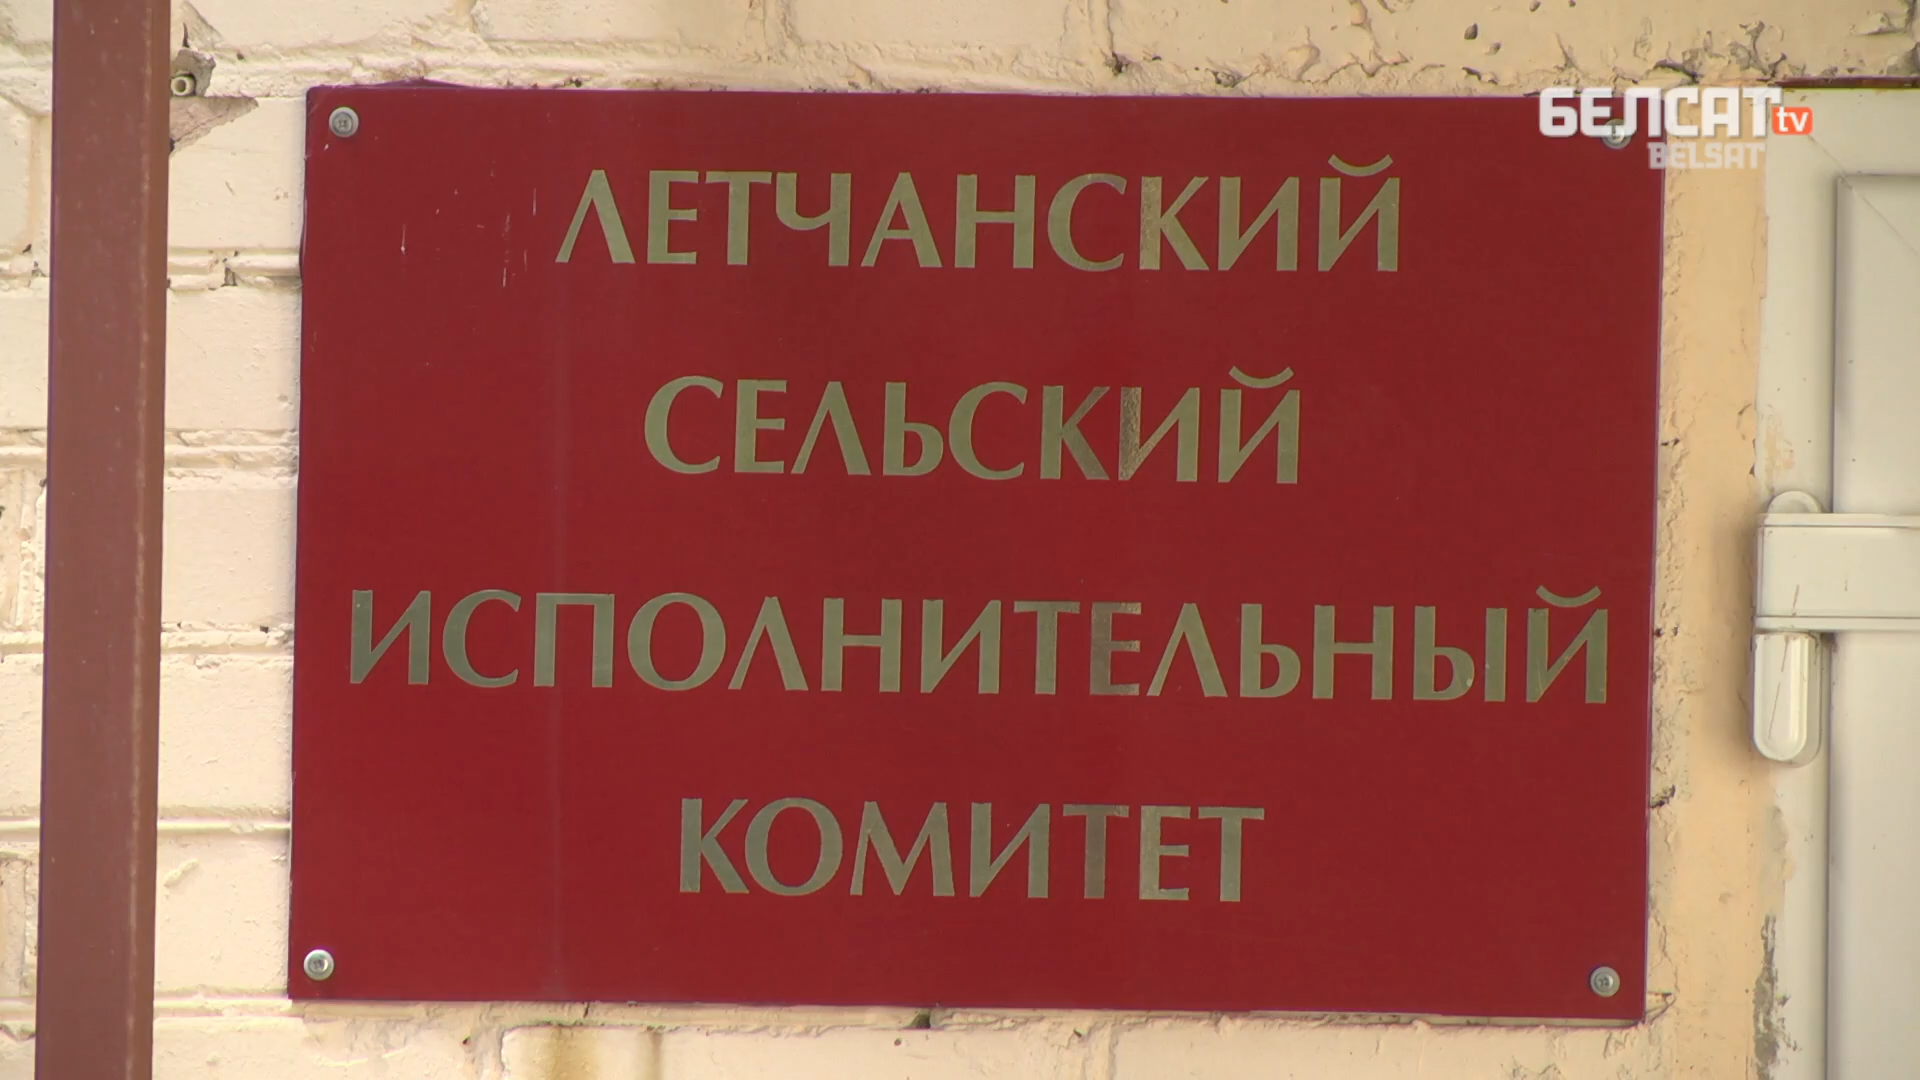 БЕЛСАТ tv
BELSAT
ЛЕТЧАНСКИЙ
СЕЛЬСКИЙ
ИСПОЛНИТЕЛЬНЫЙ
КОМИТЕТ